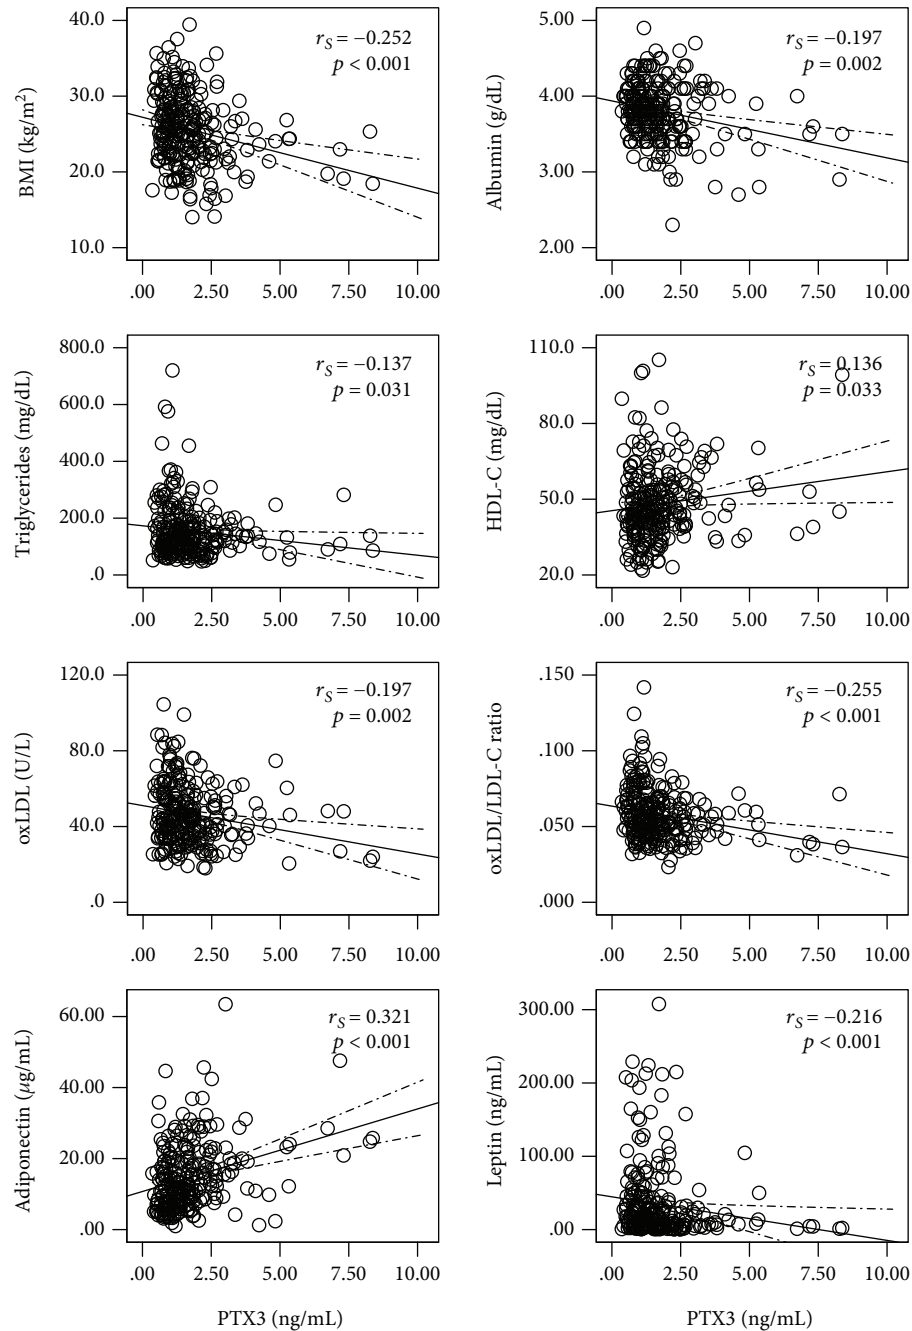 BMI (kg/m²)
40.0
30.0
20.0
10.0
r_S = −0.252
p < 0.001
.00 2.50 5.00 7.50 10.00
Albumin (g/dL)
5.00
4.00
3.00
2.00
r_S = −0.197
p = 0.002
.00 2.50 5.00 7.50 10.00
Triglycerides (mg/dL)
800.0
600.0
400.0
200.0
.0
r_S = −0.137
p = 0.031
.00 2.50 5.00 7.50 10.00
HDL-C (mg/dL)
110.0
80.0
50.0
20.0
r_S = 0.136
p = 0.033
.00 2.50 5.00 7.50 10.00
oxLDL (U/L)
120.0
80.0
40.0
.0
r_S = −0.197
p = 0.002
.00 2.50 5.00 7.50 10.00
oxLDL/LDL-C ratio
.150
.100
.050
.000
r_S = −0.255
p < 0.001
.00 2.50 5.00 7.50 10.00
Adiponectin (μg/mL)
60.00
40.00
20.00
.00
r_S = 0.321
p < 0.001
.00 2.50 5.00 7.50 10.00
PTX3 (ng/mL)
Leptin (ng/mL)
300.00
200.00
100.00
.00
r_S = −0.216
p < 0.001
.00 2.50 5.00 7.50 10.00
PTX3 (ng/mL)